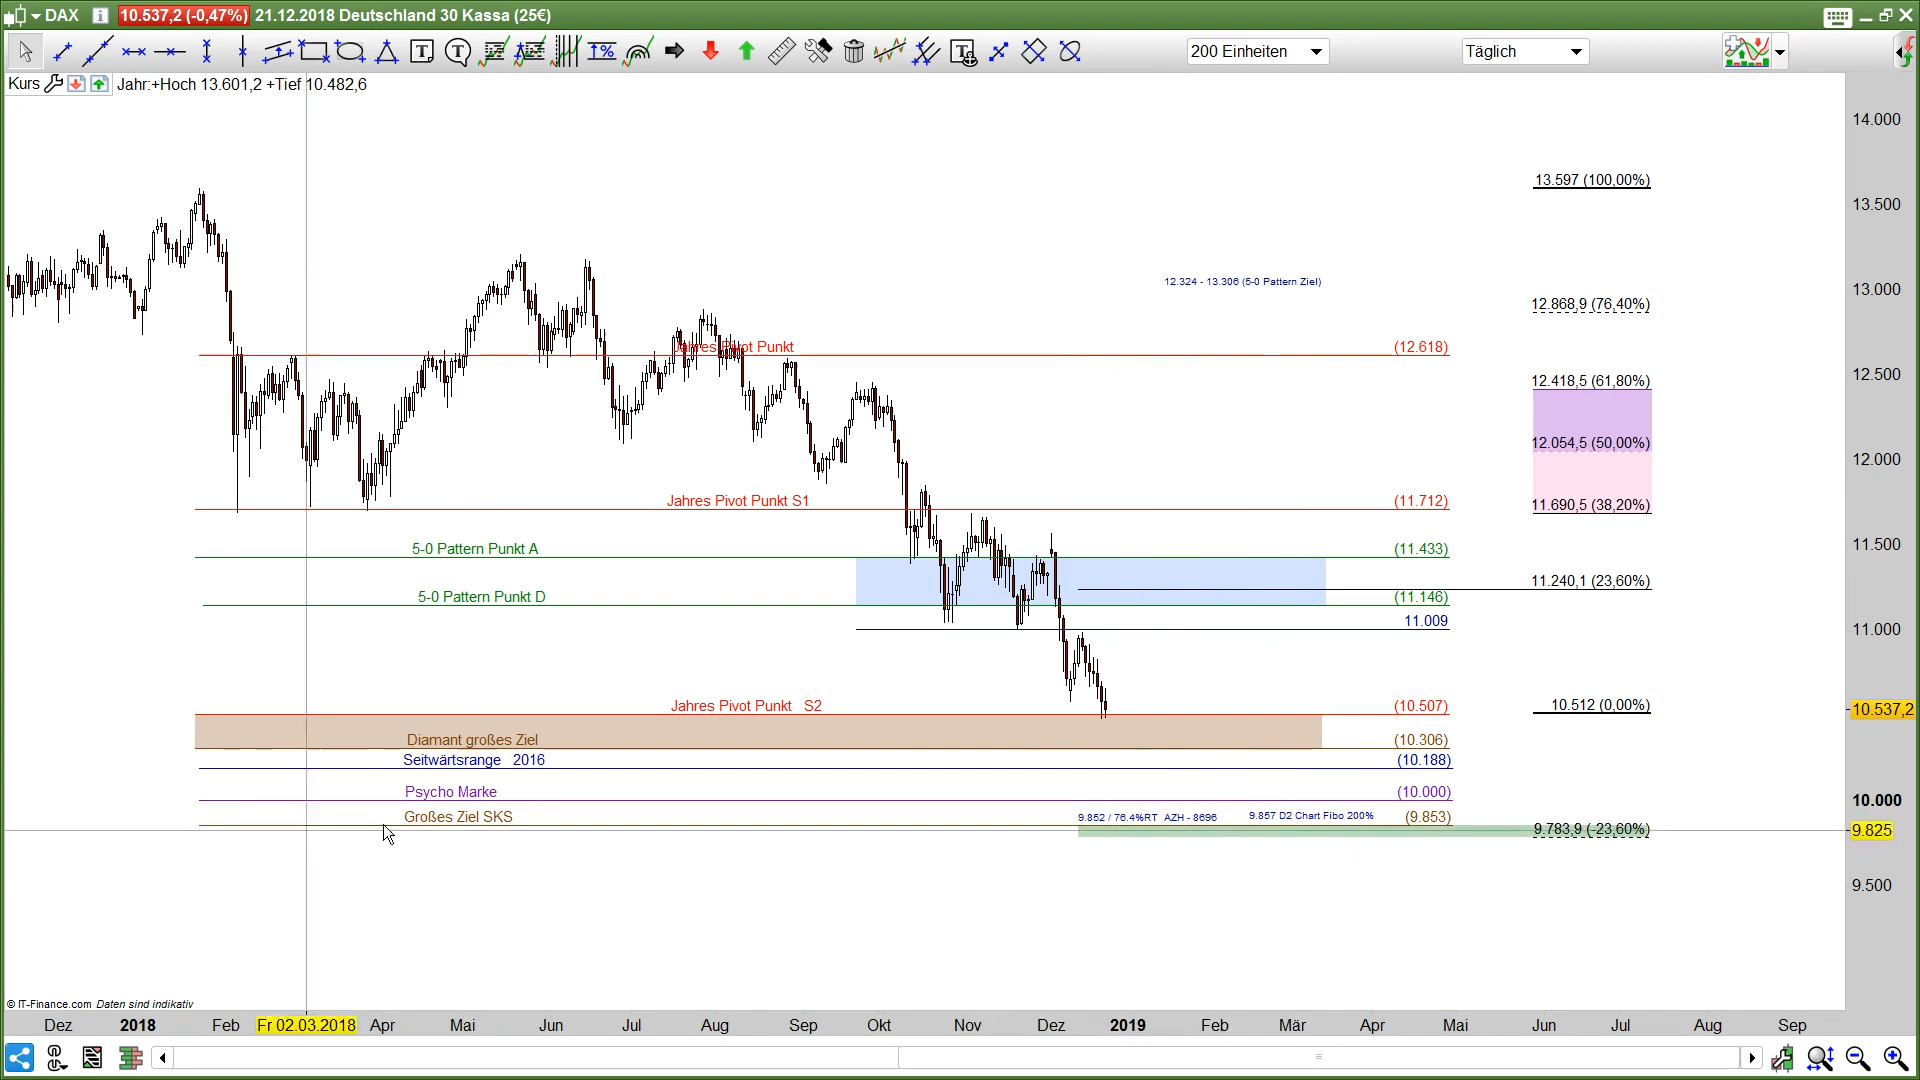 DAX 10.537,2 (-0,47%) 21.12.2018 Deutschland 30 Kassa (25€)
200 Einheiten Täglich
Kurs Jahr:+Hoch 13.601,2 +Tief 10.482,6
14.000
13.597 (100,00%)
13.500
12.324 - 13.306 (5-0 Pattern Ziel)
13.000
12.868,9 (76,40%)
Jahres Pivot Punkt (12.618)
12.418,5 (61,80%)
12.500
12.054,5 (50,00%)
12.000
Jahres Pivot Punkt S1 (11.712)
11.690,5 (38,20%)
5-0 Pattern Punkt A (11.433)
11.500
11.240,1 (23,60%)
5-0 Pattern Punkt D (11.146)
11.009
11.000
Jahres Pivot Punkt S2 (10.507)
10.512 (0,00%)
10.537,2
Diamant großes Ziel (10.306)
Seitwärtsrange 2016 (10.188)
Psycho Marke (10.000)
10.000
Großes Ziel SKS 9.852 / 76.4%RT AZH - 8696 9.857 D2 Chart Fibo 200% (9.853)
9.783,9 (-23,60%)
9.825
9.500
© IT-Finance.com Daten sind indikativ
Dez 2018 Feb Fr 02.03.2018 Apr Mai Jun Jul Aug Sep Okt Nov Dez 2019 Feb Mär Apr Mai Jun Jul Aug Sep